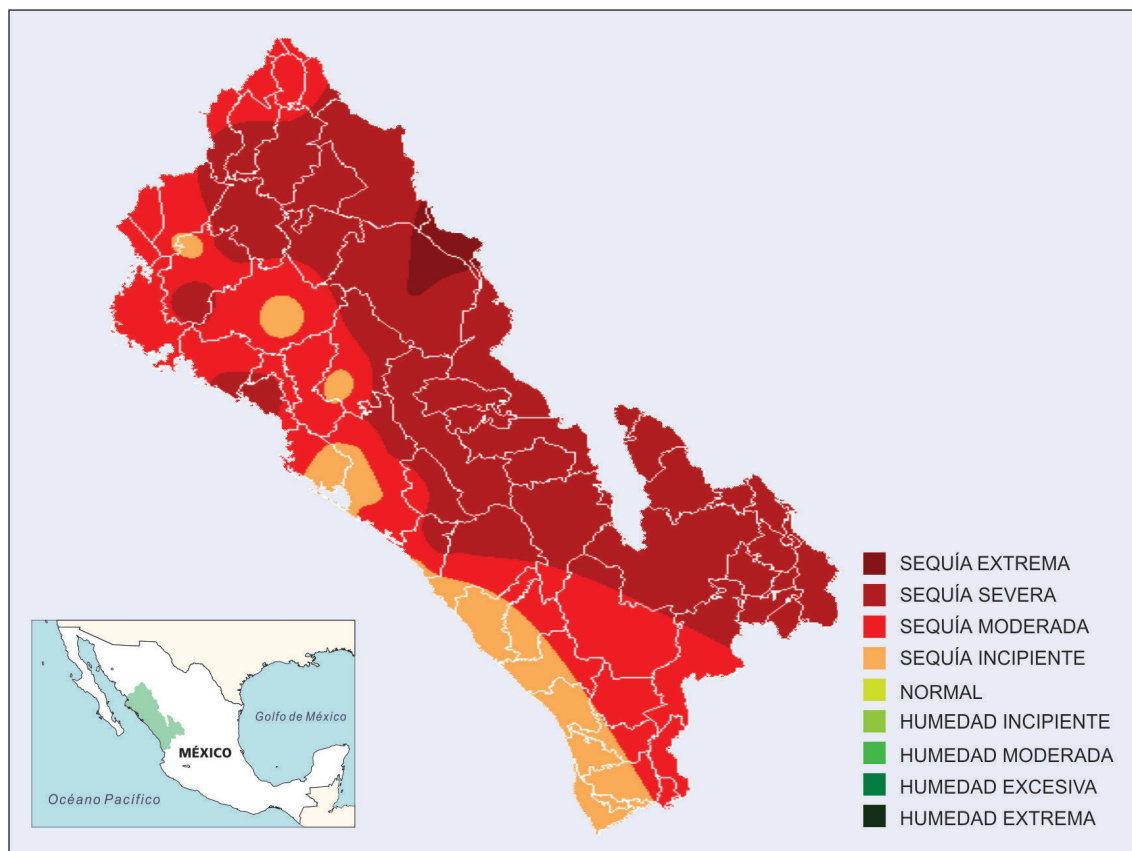 SEQUÍA EXTREMA
SEQUÍA SEVERA
SEQUÍA MODERADA
SEQUÍA INCIPIENTE
NORMAL
HUMEDAD INCIPIENTE
HUMEDAD MODERADA
HUMEDAD EXCESIVA
HUMEDAD EXTREMA
Golfo de México
MÉXICO
Océano Pacífico